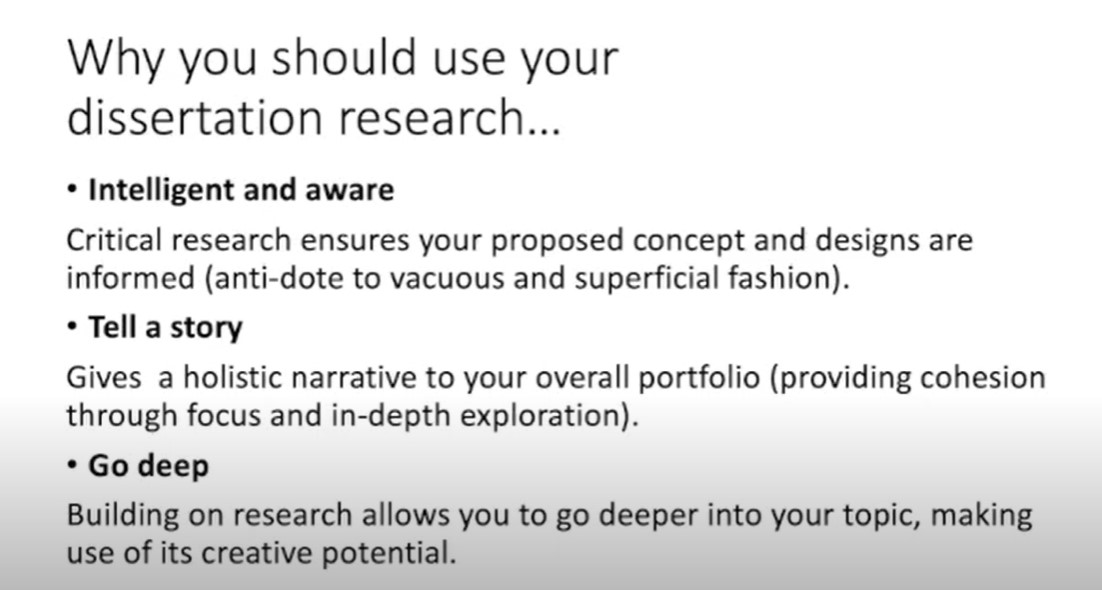 Why you should use your
dissertation research...
• Intelligent and aware
Critical research ensures your proposed concept and designs are
informed (anti-dote to vacuous and superficial fashion).
• Tell a story
Gives  a holistic narrative to your overall portfolio (providing cohesion
through focus and in-depth exploration).
• Go deep
Building on research allows you to go deeper into your topic, making
use of its creative potential.